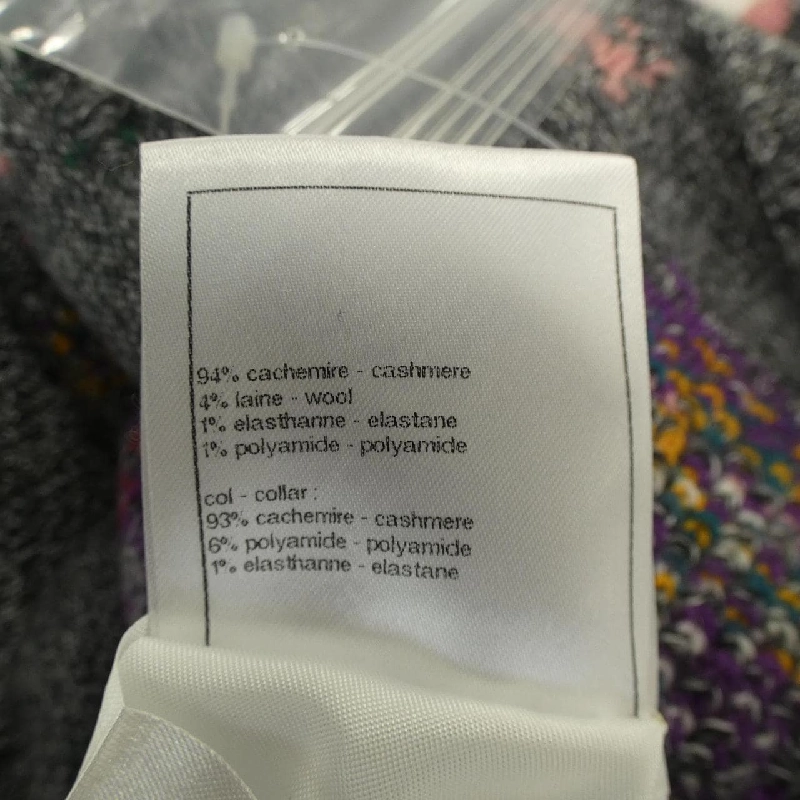 94% cachemire - cashmere
4% laine - wool
1% elasthanne - elastane
1% polyamide - polyamide
col - collar :
93% cachemire - cashmere
6% polyamide - polyamide
1% elasthanne - elastane